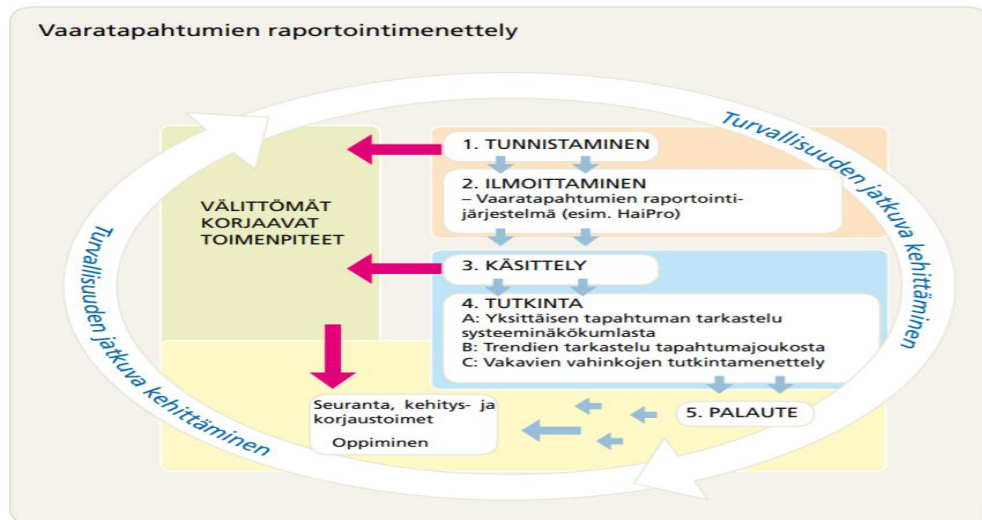 Vaaratapahtumien raportointimenettely
Turvallisuuden jatkuva kehittäminen
1. TUNNISTAMINEN
2. ILMOITTAMINEN
– Vaaratapahtumien raportointi-
järjestelmä (esim. HaiPro)
VÄLITTÖMÄT
KORJAAVAT
TOIMENPITEET
3. KÄSITTELY
4. TUTKINTA
A: Yksittäisen tapahtuman tarkastelu
systeeminäkökumlasta
B: Trendien tarkastelu tapahtumajoukosta
C: Vakavien vahinkojen tutkintamenettely
5. PALAUTE
Seuranta, kehitys- ja
korjaustoimet
Oppiminen
Turvallisuuden jatkuva kehittäminen